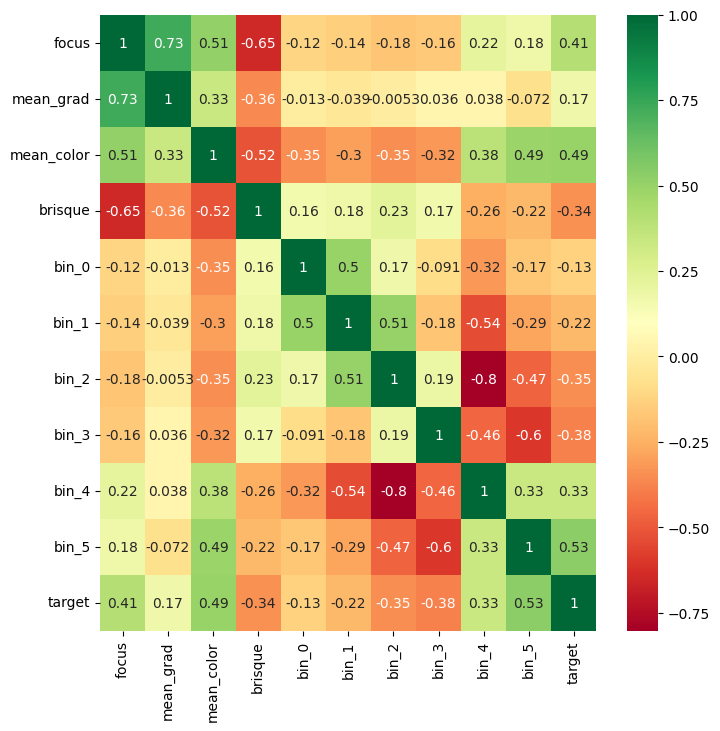 focus 1 0.73 0.51 -0.65 -0.12 -0.14 -0.18 -0.16 0.22 0.18 0.41
mean_grad 0.73 1 0.33 -0.36 -0.013 -0.039 -0.0053 0.036 0.038 -0.072 0.17
mean_color 0.51 0.33 1 -0.52 -0.35 -0.3 -0.35 -0.32 0.38 0.49 0.49
brisque -0.65 -0.36 -0.52 1 0.16 0.18 0.23 0.17 -0.26 -0.22 -0.34
bin_0 -0.12 -0.013 -0.35 0.16 1 0.5 0.17 -0.091 -0.32 -0.17 -0.13
bin_1 -0.14 -0.039 -0.3 0.18 0.5 1 0.51 -0.18 -0.54 -0.29 -0.22
bin_2 -0.18 -0.0053 -0.35 0.23 0.17 0.51 1 0.19 -0.8 -0.47 -0.35
bin_3 -0.16 0.036 -0.32 0.17 -0.091 -0.18 0.19 1 -0.46 -0.6 -0.38
bin_4 0.22 0.038 0.38 -0.26 -0.32 -0.54 -0.8 -0.46 1 0.33 0.33
bin_5 0.18 -0.072 0.49 -0.22 -0.17 -0.29 -0.47 -0.6 0.33 1 0.53
target 0.41 0.17 0.49 -0.34 -0.13 -0.22 -0.35 -0.38 0.33 0.53 1
focus mean_grad mean_color brisque bin_0 bin_1 bin_2 bin_3 bin_4 bin_5 target
1.00
0.75
0.50
0.25
0.00
−0.25
−0.50
−0.75